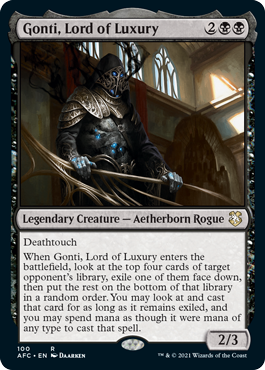 Gonti, Lord of Luxury 2
Legendary Creature — Aetherborn Rogue
Deathtouch
When Gonti, Lord of Luxury enters the
battlefield, look at the top four cards of target
opponent's library, exile one of them face down,
then put the rest on the bottom of that library
in a random order. You may look at and cast
that card for as long as it remains exiled, and
you may spend mana as though it were mana of
any type to cast that spell.
2/3
100 R
AFC • EN Daarken
™ & © 2021 Wizards of the Coast